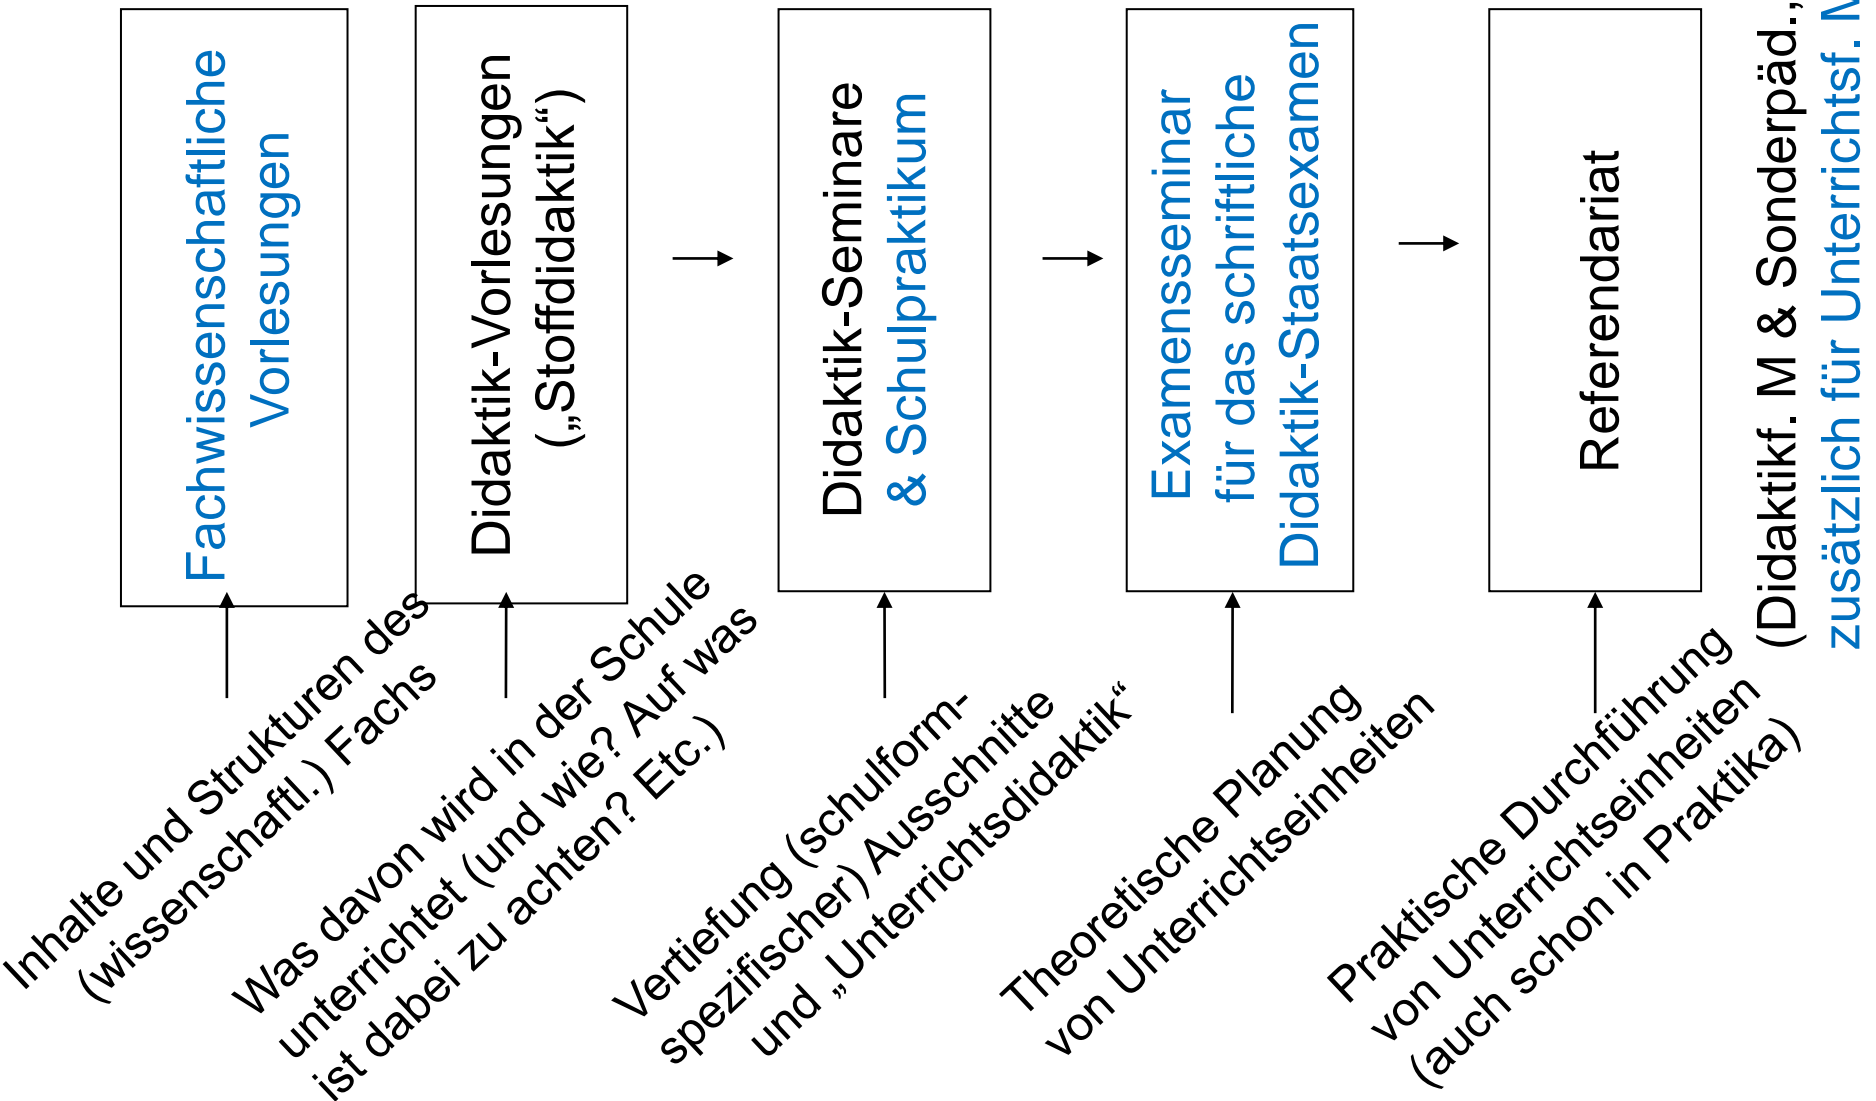 Fachwissenschaftliche
Vorlesungen
Didaktik-Vorlesungen
(„Stoffdidaktik“)
Didaktik-Seminare
& Schulpraktikum
Examensseminar
für das schriftliche
Didaktik-Staatsexamen
Referendariat
(Didaktikf. M & Sonderpäd.,
zusätzlich für Unterrichtsf.
Inhalte und Strukturen des
(wissenschaftl.) Fachs
Was davon wird in der Schule
unterrichtet (und wie? Auf was
ist dabei zu achten? Etc.)
Vertiefung (schulform-
spezifischer) Ausschnitte
und „Unterrichtsdidaktik“
Theoretische Planung
von Unterrichtseinheiten
Praktische Durchführung
von Unterrichtseinheiten
(auch schon in Praktika)